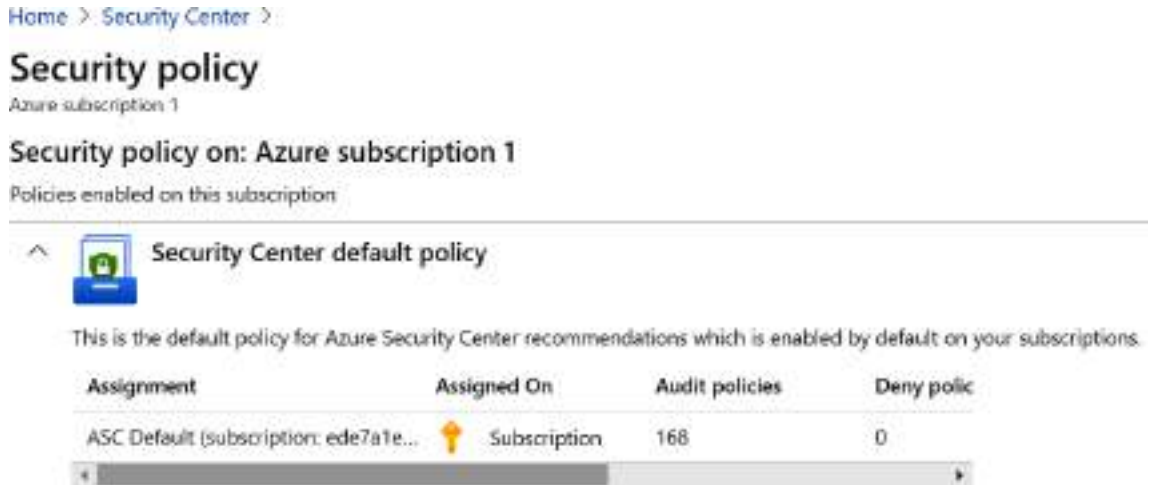 Home > Security Center >
Security policy
Azure subscription 1
Security policy on: Azure subscription 1
Policies enabled on this subscription
Security Center default policy
This is the default policy for Azure Security Center recommendations which is enabled by default on your subscriptions.
Assignment Assigned On Audit policies Deny polic
ASC Default (subscription: ede7a1e... Subscription 168 0